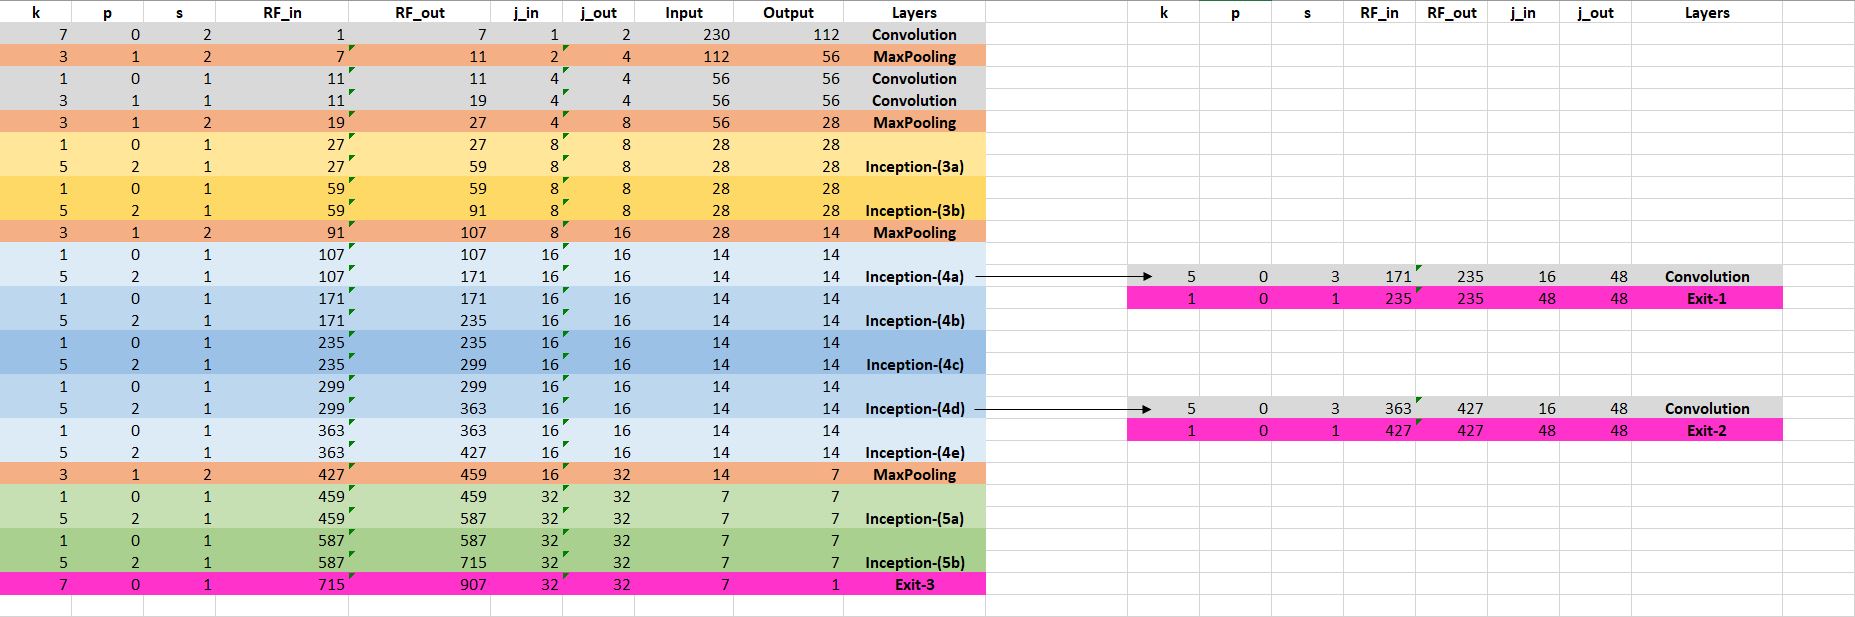 k p s RF_in RF_out j_in j_out Input Output Layers k p s RF_in RF_out j_in j_out Layers
7 0 2 1 7 1 2 230 112 Convolution
3 1 2 7 11 2 4 112 56 MaxPooling
1 0 1 11 11 4 4 56 56 Convolution
3 1 1 11 19 4 4 56 56 Convolution
3 1 2 19 27 4 8 56 28 MaxPooling
1 0 1 27 27 8 8 28 28
5 2 1 27 59 8 8 28 28 Inception-(3a)
1 0 1 59 59 8 8 28 28
5 2 1 59 91 8 8 28 28 Inception-(3b)
3 1 2 91 107 8 16 28 14 MaxPooling
1 0 1 107 107 16 16 14 14
5 2 1 107 171 16 16 14 14 Inception-(4a) 5 0 3 171 235 16 48 Convolution
1 0 1 171 171 16 16 14 14 1 0 1 235 235 48 48 Exit-1
5 2 1 171 235 16 16 14 14 Inception-(4b)
1 0 1 235 235 16 16 14 14
5 2 1 235 299 16 16 14 14 Inception-(4c)
1 0 1 299 299 16 16 14 14
5 2 1 299 363 16 16 14 14 Inception-(4d) 5 0 3 363 427 16 48 Convolution
1 0 1 363 363 16 16 14 14 1 0 1 427 427 48 48 Exit-2
5 2 1 363 427 16 16 14 14 Inception-(4e)
3 1 2 427 459 16 32 14 7 MaxPooling
1 0 1 459 459 32 32 7 7
5 2 1 459 587 32 32 7 7 Inception-(5a)
1 0 1 587 587 32 32 7 7
5 2 1 587 715 32 32 7 7 Inception-(5b)
7 0 1 715 907 32 32 7 1 Exit-3